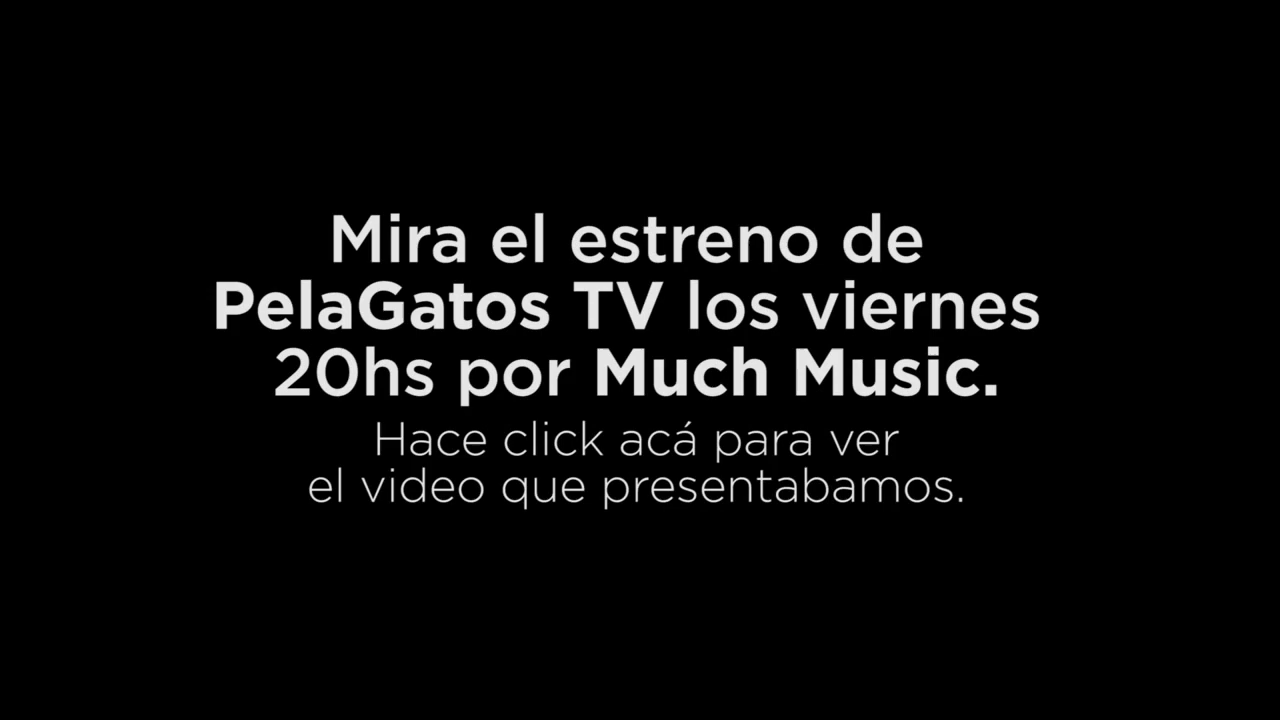 Mira el estreno de
PelaGatos TV los viernes
20hs por Much Music.
Hace click acá para ver
el video que presentabamos.